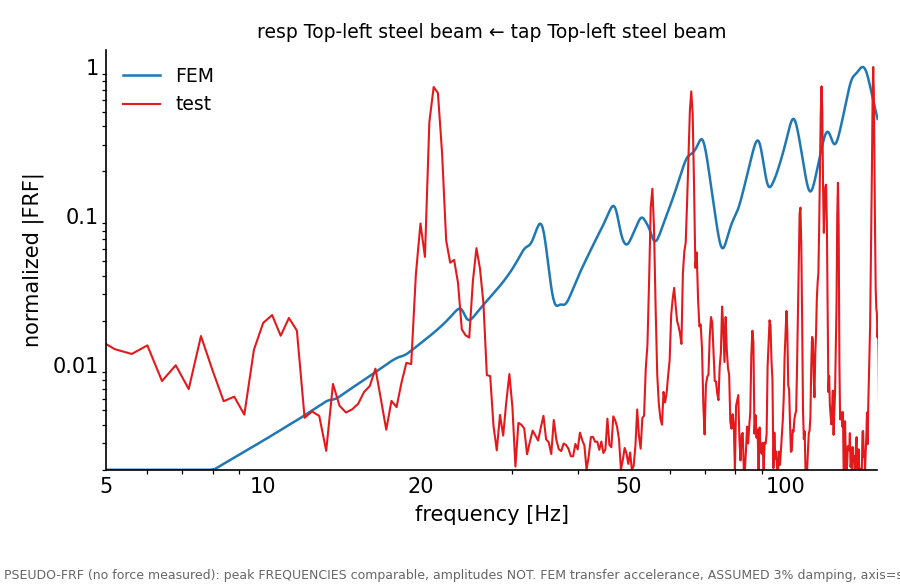 resp Top-left steel beam ← tap Top-left steel beam
FEM
test
1
0.1
0.01
normalized |FRF|
5 10 20 50 100
frequency [Hz]
PSEUDO-FRF (no force measured): peak FREQUENCIES comparable, amplitudes NOT. FEM transfer accelerance, ASSUMED 3% damping, axis=